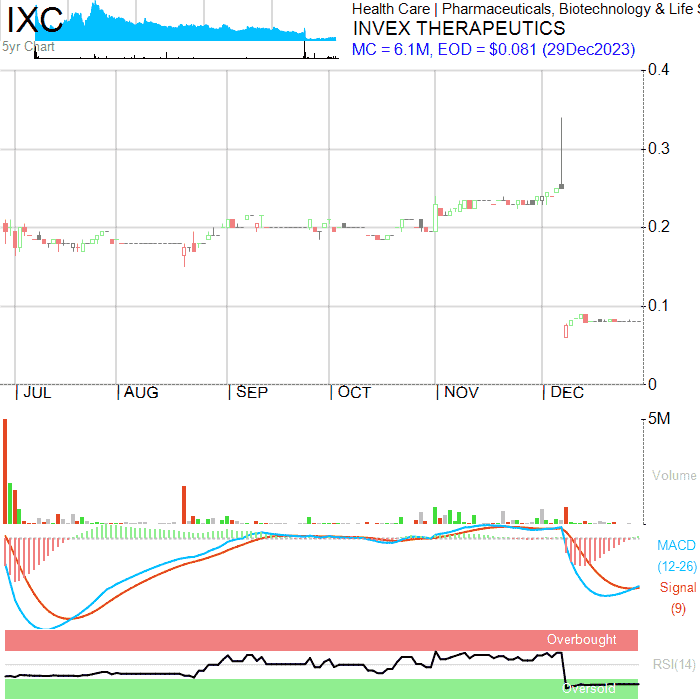 IXC
5yr Chart
Health Care | Pharmaceuticals, Biotechnology & Life S
INVEX THERAPEUTICS
MC = 6.1M, EOD = $0.081 (29Dec2023)
0.4
0.3
0.2
0.1
0
JUL AUG SEP OCT NOV DEC
5M
Volume
MACD
(12-26)
Signal
(9)
Overbought
RSI(14)
Oversold